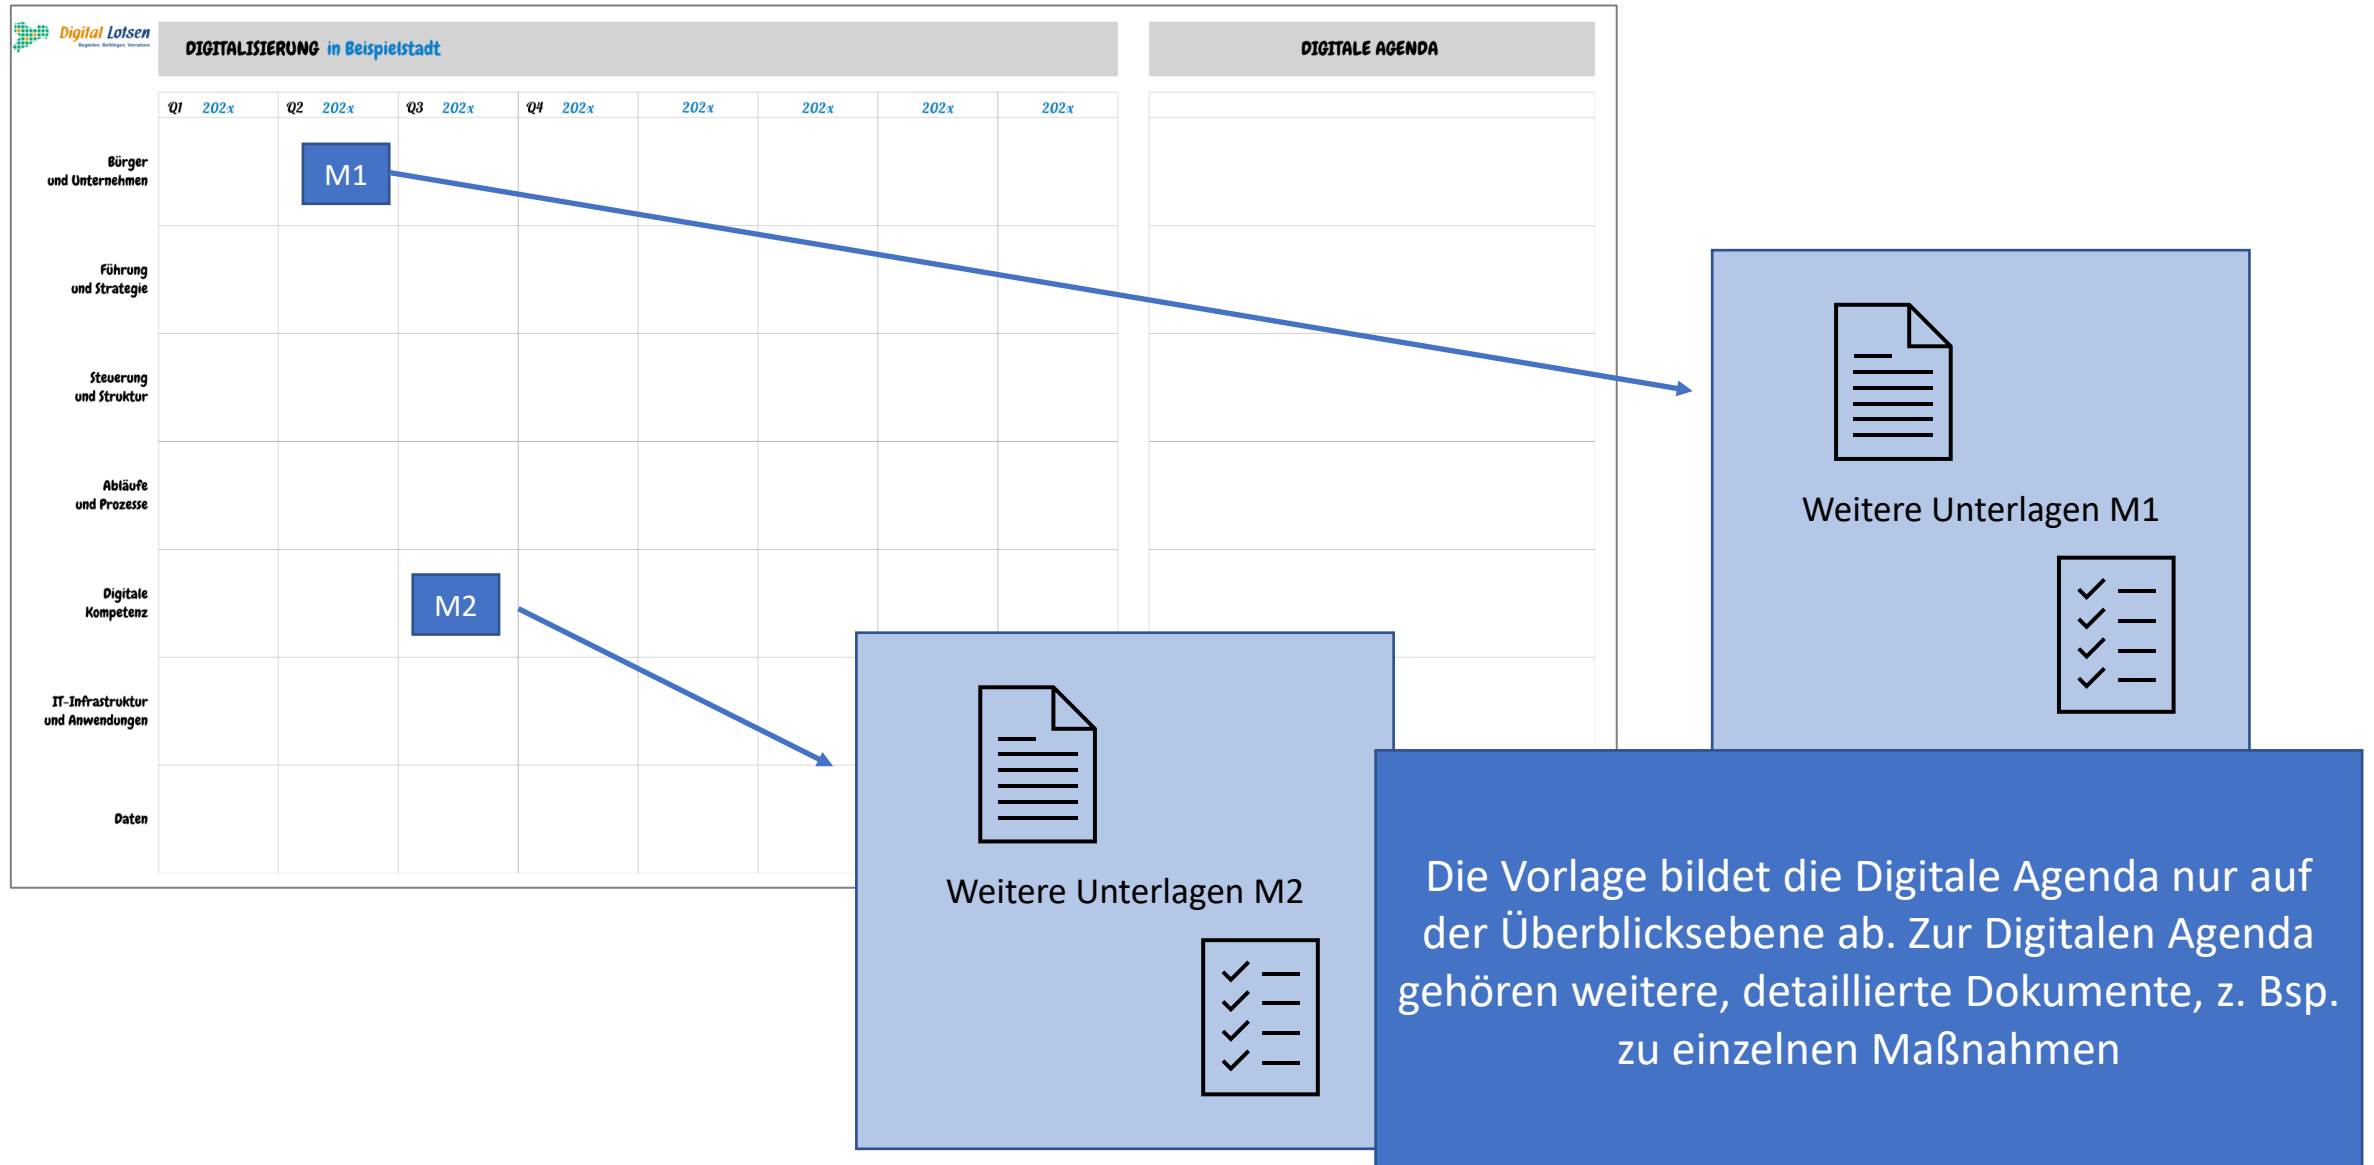 Digital Lotsen
Begleiten. Befähigen. Vernetzen.
DIGITALISIERUNG in Beispielstadt
DIGITALE AGENDA
Q1 202x Q2 202x Q3 202x Q4 202x 202x 202x 202x 202x
Bürger
und Unternehmen
M1
Führung
und Strategie
Steuerung
und Struktur
Abläufe
und Prozesse
Digitale
Kompetenz
M2
IT-Infrastruktur
und Anwendungen
Daten
Weitere Unterlagen M1
Weitere Unterlagen M2
Die Vorlage bildet die Digitale Agenda nur auf
der Überblicksebene ab. Zur Digitalen Agenda
gehören weitere, detaillierte Dokumente, z. Bsp.
zu einzelnen Maßnahmen